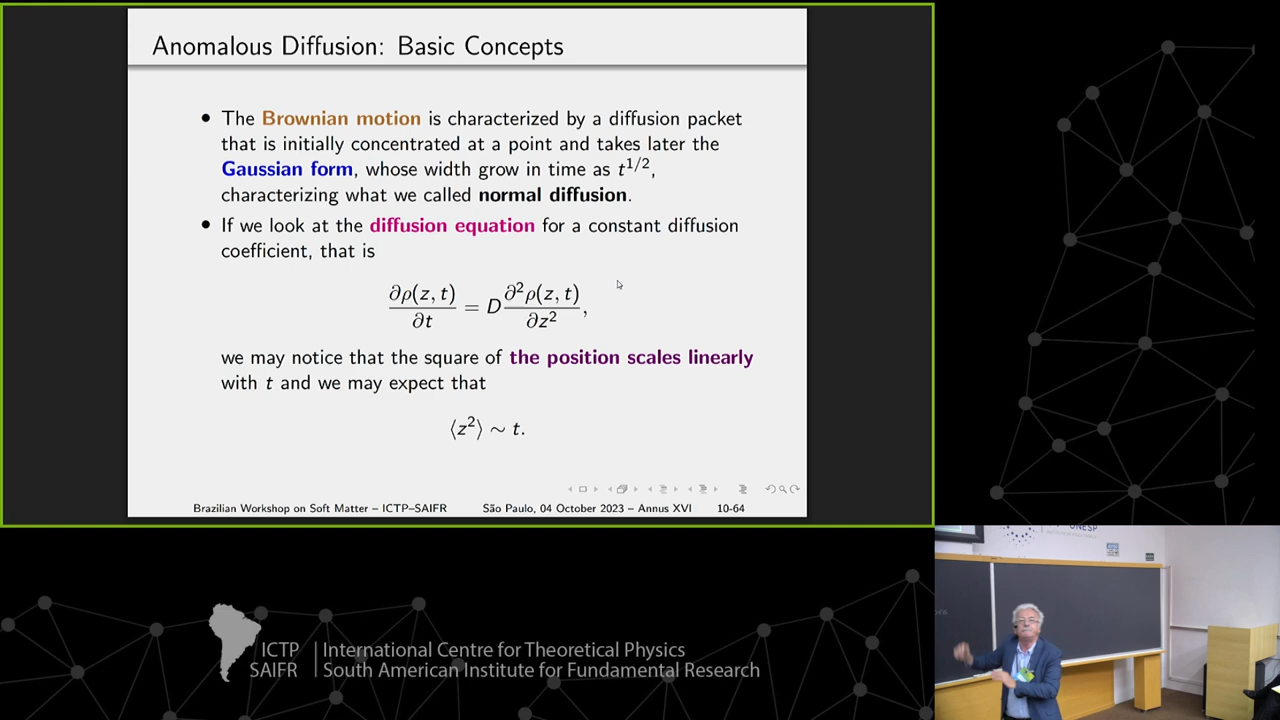 Anomalous Diffusion: Basic Concepts
• The Brownian motion is characterized by a diffusion packet
that is initially concentrated at a point and takes later the
Gaussian form, whose width grow in time as t^{1/2},
characterizing what we called normal diffusion.
• If we look at the diffusion equation for a constant diffusion
coefficient, that is
∂ρ(z, t)/∂t = D ∂²ρ(z, t)/∂z²,
we may notice that the square of the position scales linearly
with t and we may expect that
⟨z²⟩ ∼ t.
Brazilian Workshop on Soft Matter – ICTP–SAIFR São Paulo, 04 October 2023 – Annus XVI 10-64
UNESP
ICTP International Centre for Theoretical Physics
SAIFR South American Institute for Fundamental Research